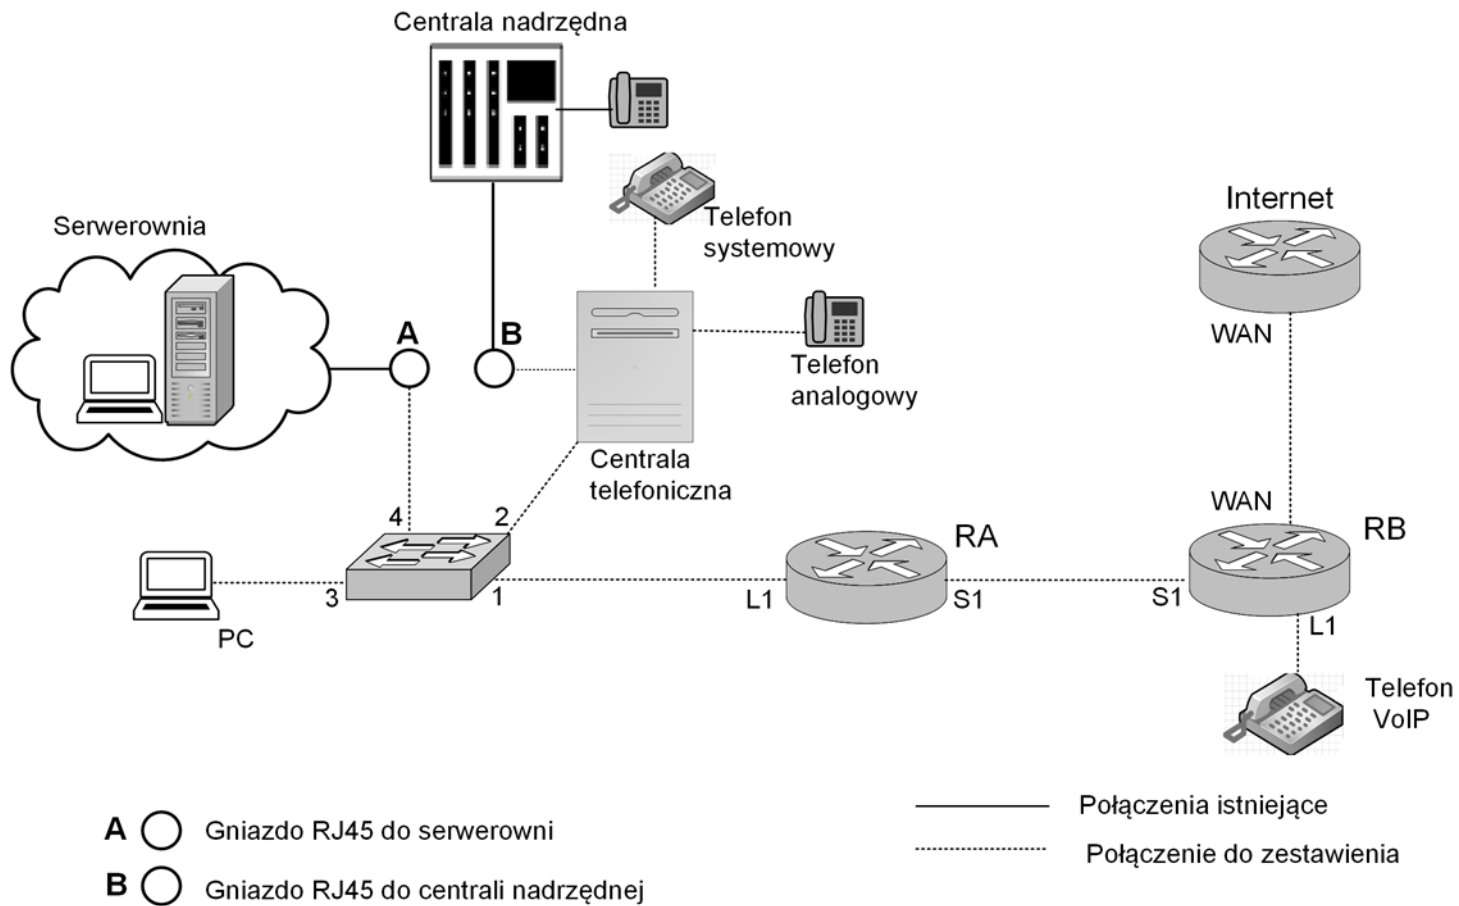 Centrala nadrzędna
Serwerownia
Telefon
systemowy
Internet
WAN
A
B
Telefon
analogowy
Centrala
telefoniczna
WAN
RB
RA
4
2
3
1
L1
S1
S1
L1
PC
Telefon
VoIP
A Gniazdo RJ45 do serwerowni
B Gniazdo RJ45 do centrali nadrzędnej
Połączenia istniejące
Połączenie do zestawienia